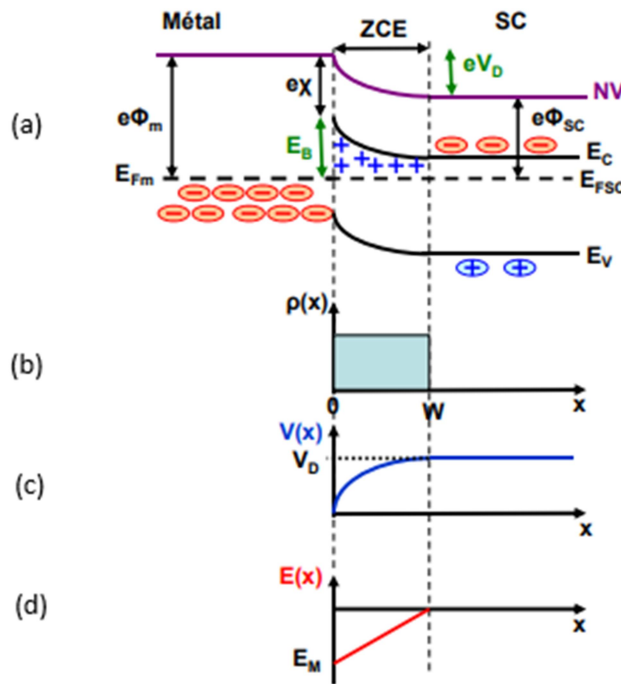 Métal ZCE SC
eV_D
NV
(a) eΦ_m eχ eΦ_SC
E_B E_C
E_Fm E_FSC
E_V
ρ(x)
(b)
0 W x
V(x)
V_D
(c)
x
E(x)
(d) x
E_M